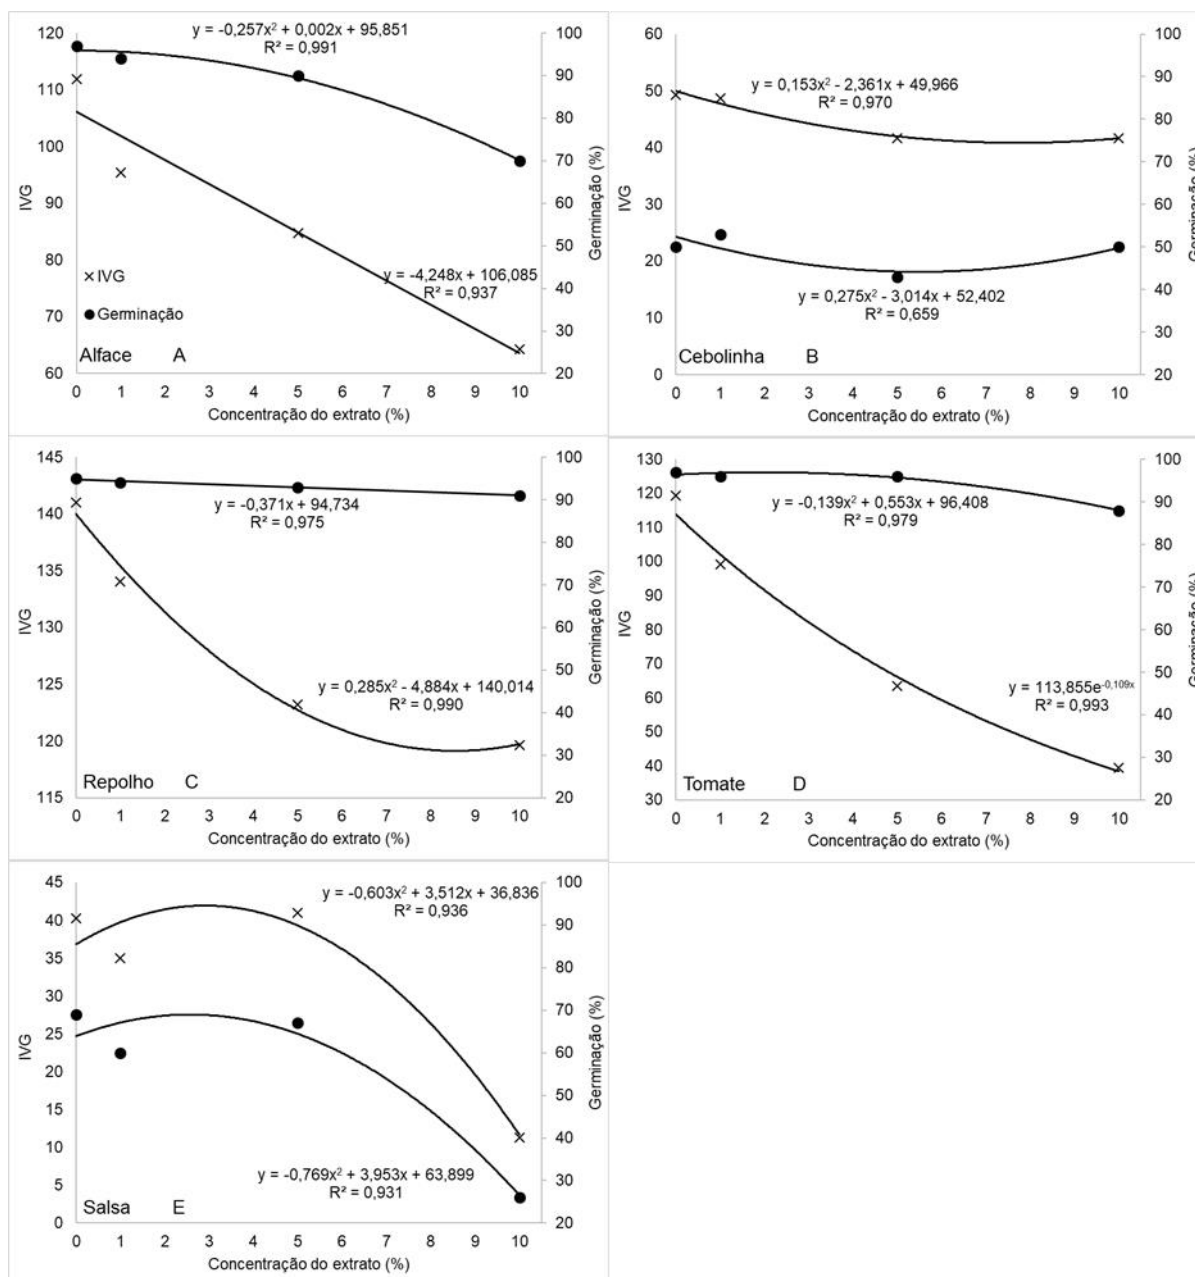 120
110
100
90
80
70
60
IVG
y = -0,257x² + 0,002x + 95,851
R² = 0,991
y = -4,248x + 106,085
R² = 0,937
IVG
Germinação
Alface A
100
90
80
70
60
50
40
30
20
Germinação (%)
0 1 2 3 4 5 6 7 8 9 10
Concentração do extrato (%)
60
50
40
30
20
10
0
IVG
y = 0,153x² - 2,361x + 49,966
R² = 0,970
y = 0,275x² - 3,014x + 52,402
R² = 0,659
Cebolinha B
100
90
80
70
60
50
40
30
20
Germinação (%)
0 1 2 3 4 5 6 7 8 9 10
Concentração do extrato (%)
145
140
135
130
125
120
115
IVG
y = -0,371x + 94,734
R² = 0,975
y = 0,285x² - 4,884x + 140,014
R² = 0,990
Repolho C
100
90
80
70
60
50
40
30
20
Germinação (%)
0 1 2 3 4 5 6 7 8 9 10
Concentração do extrato (%)
130
120
110
100
90
80
70
60
50
40
30
IVG
y = -0,139x² + 0,553x + 96,408
R² = 0,979
y = 113,855e⁻⁰,¹⁰⁹ˣ
R² = 0,993
Tomate D
100
90
80
70
60
50
40
30
20
Germinação (%)
0 1 2 3 4 5 6 7 8 9 10
Concentração do extrato (%)
45
40
35
30
25
20
15
10
5
0
IVG
y = -0,603x² + 3,512x + 36,836
R² = 0,936
y = -0,769x² + 3,953x + 63,899
R² = 0,931
Salsa E
100
90
80
70
60
50
40
30
20
Germinação (%)
0 1 2 3 4 5 6 7 8 9 10
Concentração do extrato (%)